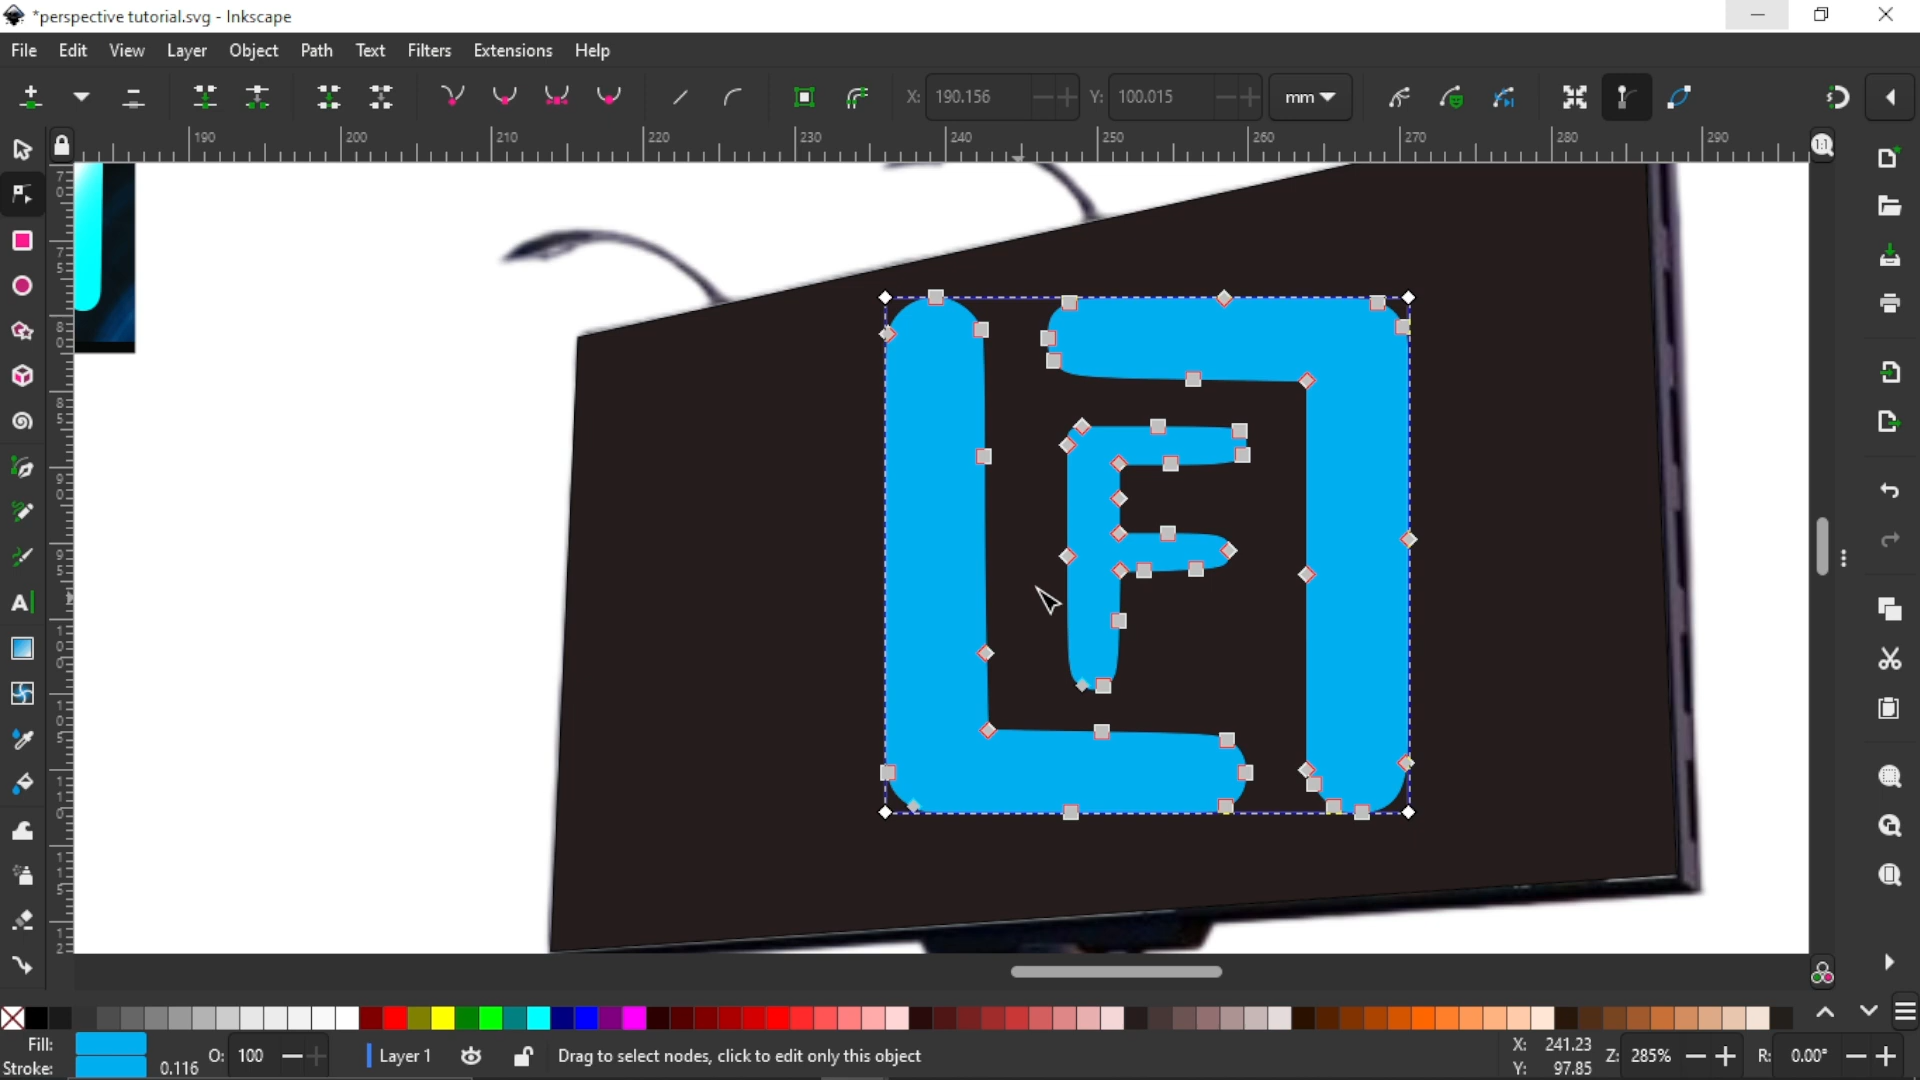 *perspective tutorial.svg - Inkscape
File Edit View Layer Object Path Text Filters Extensions Help
X: 190.156 Y: 100.015 mm
190 200 210 220 230 240 250 260 270 280 290
1:1
F
Fill:
Stroke: 0.116 O: 100 Layer 1 Drag to select nodes, click to edit only this object X: 241.23 Y: 97.85 Z: 285% R: 0.00°